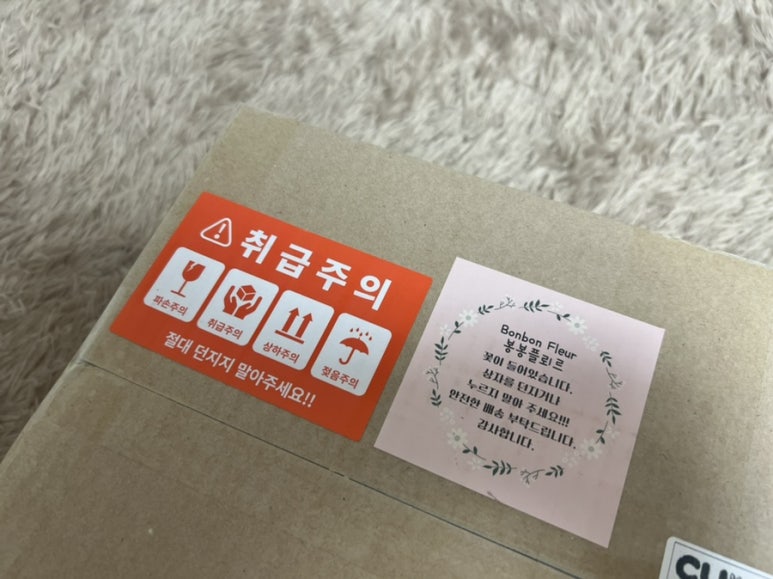 취급주의
파손주의
취급주의
상하주의
젖음주의
절대 던지지 말아주세요!!
Bonbon Fleur
봉봉플뢰르
꽃이 들어있습니다.
상자를 던지거나
누르지 말아 주세요!!!
안전한 배송 부탁드립니다.
감사합니다.